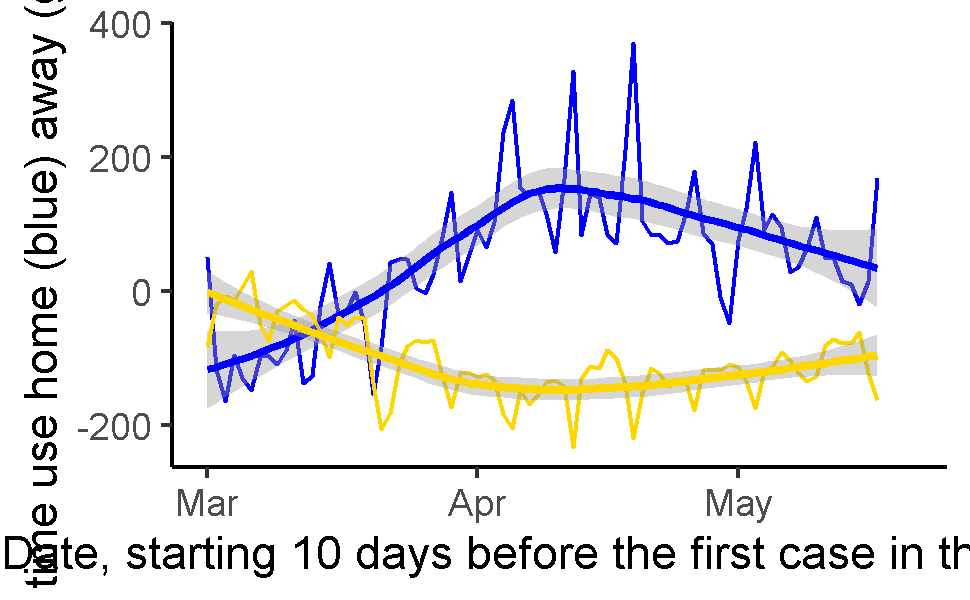 time use home (blue) away (
400
200
0
-200
Mar Apr May
Date, starting 10 days before the first case in th